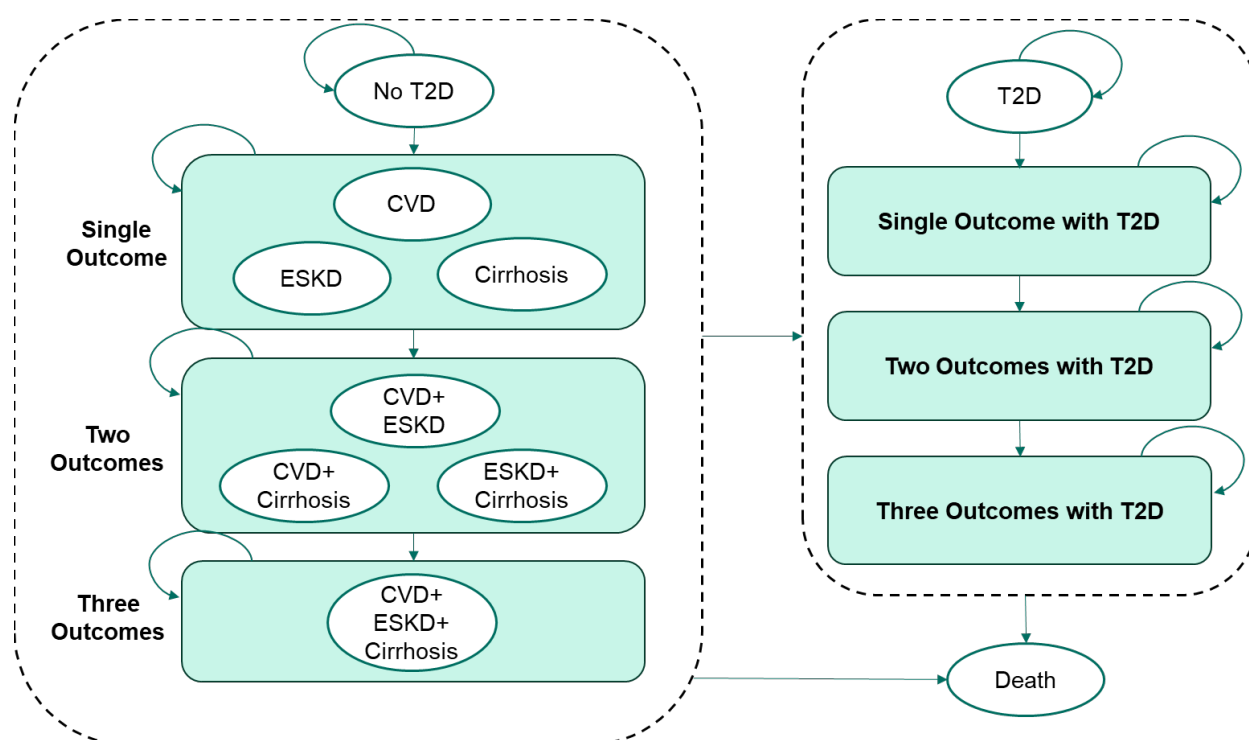 No T2D
Single
Outcome
CVD
ESKD
Cirrhosis
Two
Outcomes
CVD+
ESKD
CVD+
Cirrhosis
ESKD+
Cirrhosis
Three
Outcomes
CVD+
ESKD+
Cirrhosis
T2D
Single Outcome with T2D
Two Outcomes with T2D
Three Outcomes with T2D
Death